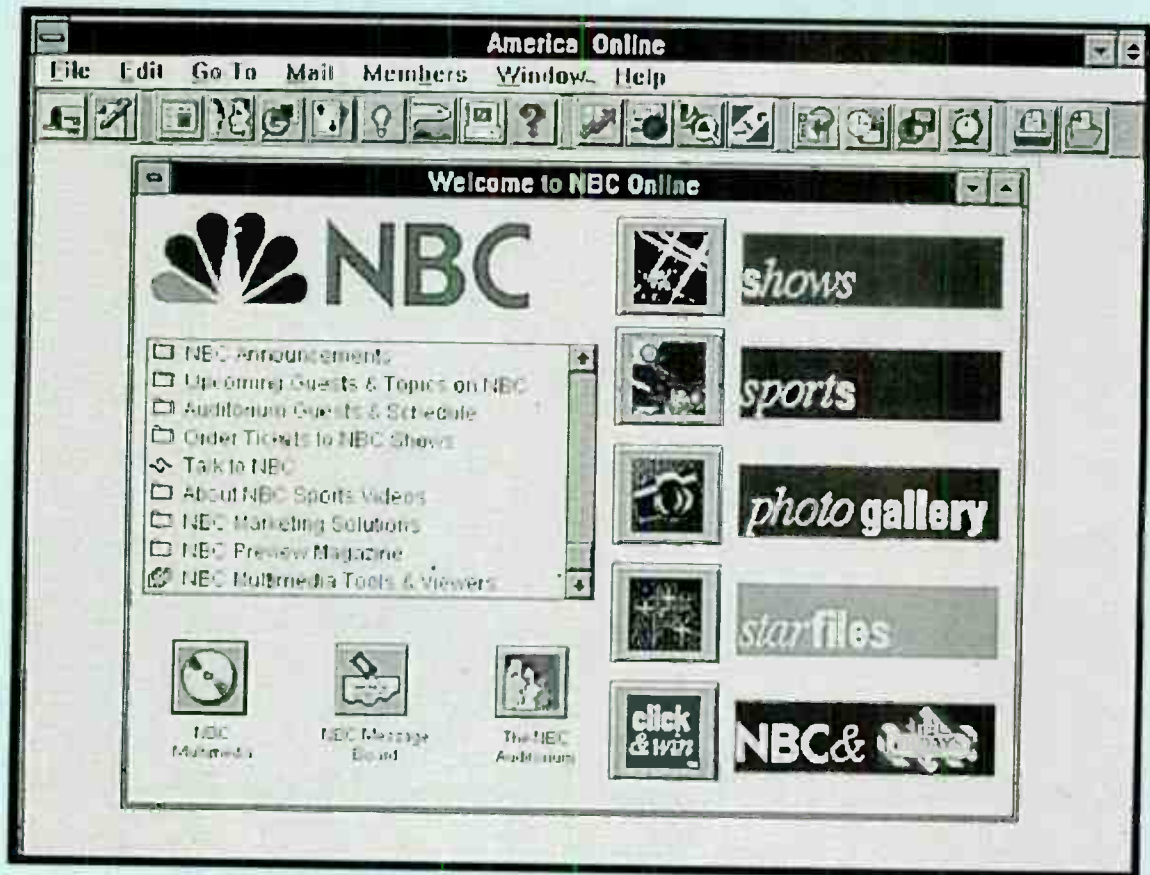 America Online
File Edit Go To Mail Members Window Help
Welcome to NBC Online
NBC
NBC Announcements
Upcoming Guests & Topics on NBC
Auditorium Guests & Schedule
Order Tickets to NBC Shows
Talk to NBC
About NBC Sports Videos
NBC Marketing Solutions
NBC Preview Magazine
NBC Multimedia Tools & Viewers
NBC
Multimedia
NBC Message
Board
The NBC
Auditorium
shows
sports
photo gallery
starfiles
click
& win
NBC&